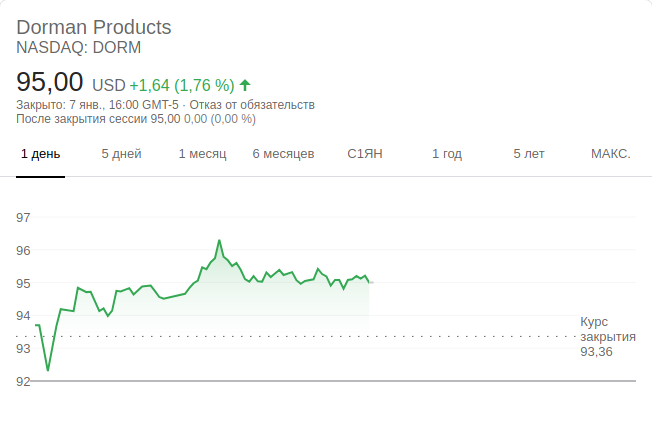 Dorman Products
NASDAQ: DORM
95,00 USD +1,64 (1,76 %)
Закрыто: 7 янв., 16:00 GMT-5 · Отказ от обязательств
После закрытия сессии 95,00 0,00 (0,00 %)
1 день 5 дней 1 месяц 6 месяцев С1ЯН 1 год 5 лет МАКС.
97
96
95
94
93
92
Курс
закрытия
93,36